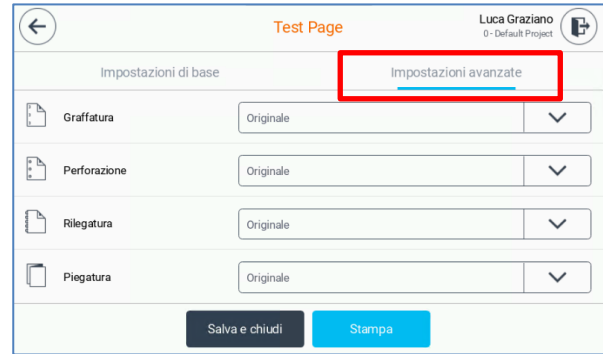 Test Page
Luca Graziano
0 - Default Project
Impostazioni di base
Impostazioni avanzate
Graffatura
Originale
Perforazione
Originale
Rilegatura
Originale
Piegatura
Originale
Salva e chiudi
Stampa